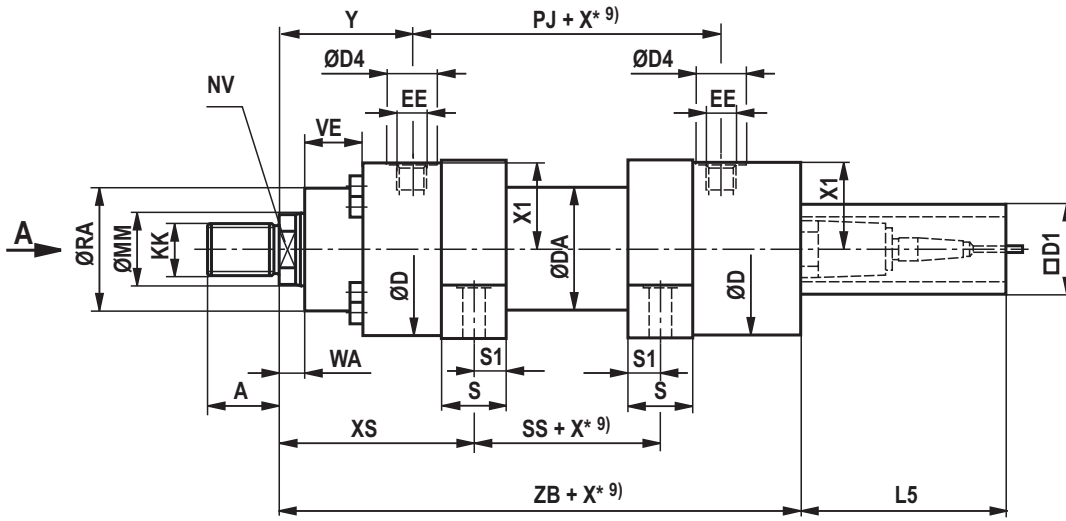 Y
PJ + X* 9)
ØD4
ØD4
NV
EE
EE
VE
A
ØRA
ØMM
KK
ØD
X1
ØDA
ØD
X1
□D1
WA
S1
S1
A
S
S
XS
SS + X* 9)
ZB + X* 9)
L5